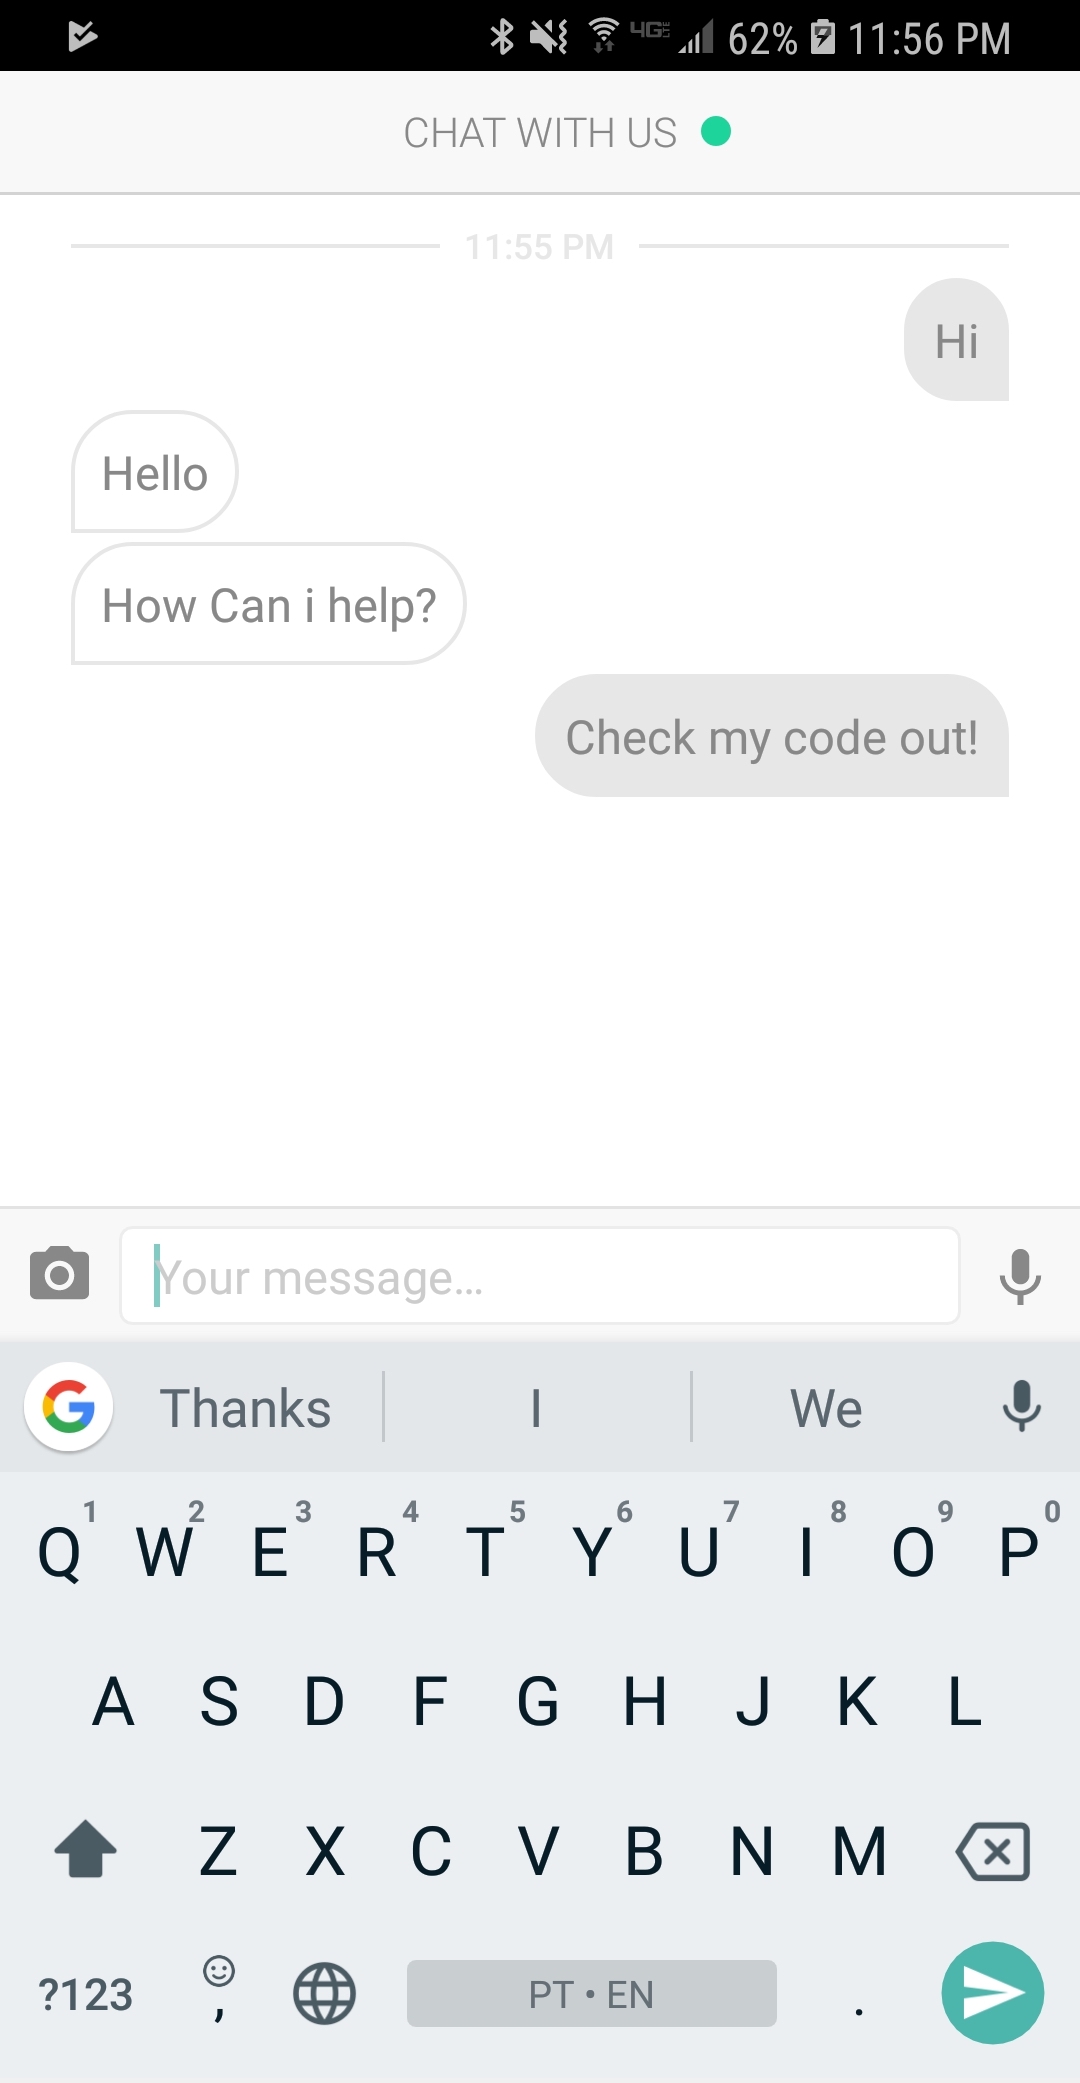 4G LTE 62% 11:56 PM
CHAT WITH US
11:55 PM
Hi
Hello
How Can i help?
Check my code out!
Your message...
G Thanks I We
1 2 3 4 5 6 7 8 9 0
Q W E R T Y U I O P
A S D F G H J K L
Z X C V B N M
?123 , PT • EN .